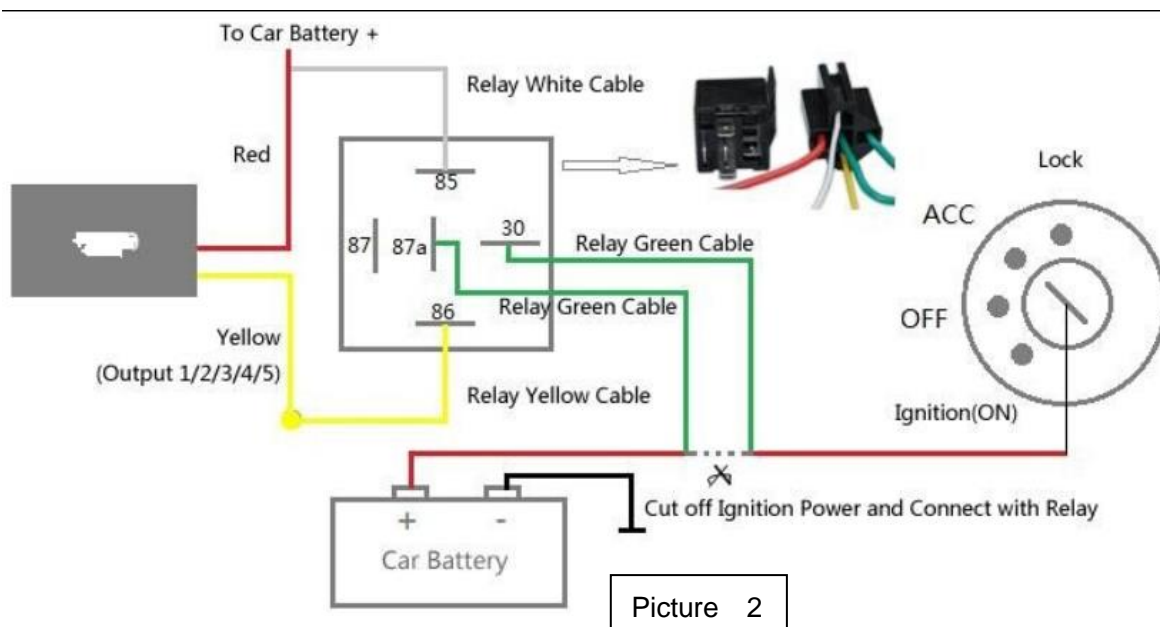 To Car Battery +
Relay White Cable
Red
85
Lock
ACC
87
87a
30
Relay Green Cable
Relay Green Cable
86
OFF
Yellow
(Output 1/2/3/4/5)
Relay Yellow Cable
Ignition(ON)
Cut off Ignition Power and Connect with Relay
+ -
Car Battery
Picture 2